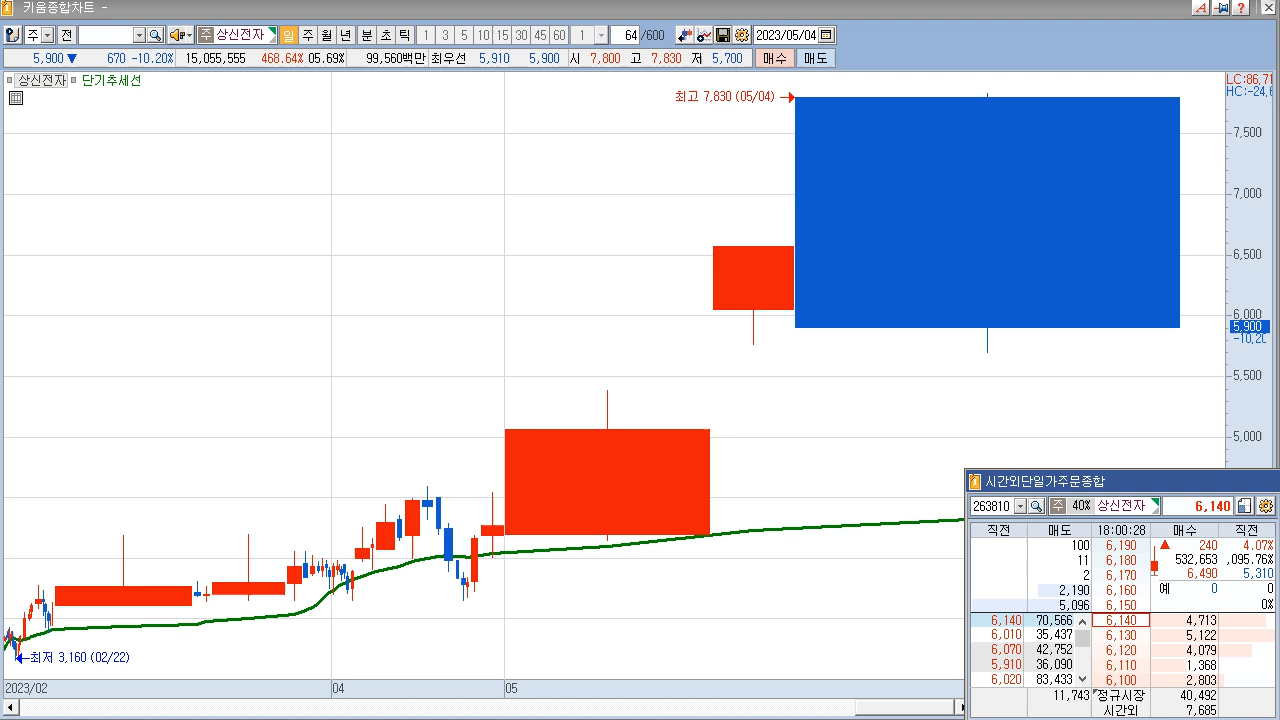 키움종합차트 -
주 전 주 상신전자 일 주 월 년 분 초 틱 1 3 5 10 15 30 45 60 1 64 /600 2023/05/04
5,900 ▼ 670 -10.20% 15,055,555 468.64% 05.69% 99,560백만 최우선 5,910 5,900 시 7,800 고 7,830 저 5,700 매수 매도
상신전자 단기추세선
LC:86,71
HC:-24,6
최고 7,830 (05/04)
7,500
7,000
6,500
6,000
5,900
-10,20
5,500
5,000
최저 3,160 (02/22)
2023/02 04 05
시간외단일가주문종합
263810 주 40% 상신전자 6,140
직전 매도 18:00:28 매수 직전
100 6,190 ▲ 240 4.07%
11 6,180 532,653 ,095.76%
2 6,170 6,490 5,310
2,190 6,160 예 0 0
5,096 6,150 0%
6,140 70,566 6,140 4,713
6,010 35,437 6,130 5,122
6,070 42,752 6,120 4,079
5,910 36,090 6,110 1,368
6,020 83,433 6,100 2,803
11,743 정규시장 40,492
시간외 7,685